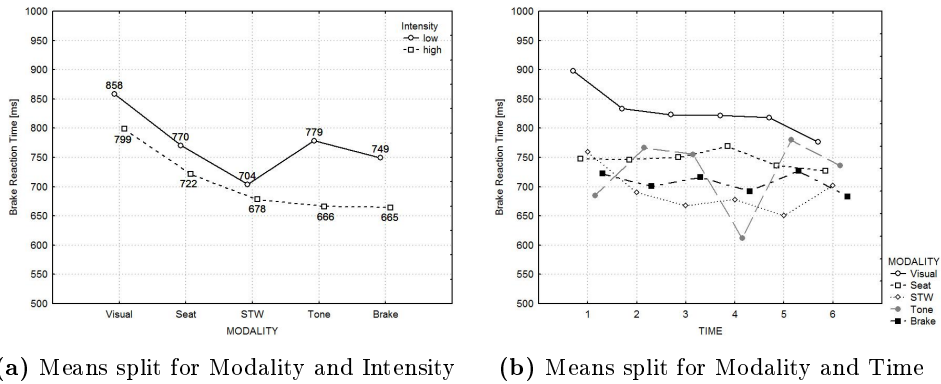 1000
950
900
850
800
750
700
650
600
550
500
Brake Reaction Time [ms]
Intensity
low
high
858
799
770
722
704
678
779
666
749
665
Visual Seat STW Tone Brake
MODALITY
1000
950
900
850
800
750
700
650
600
550
500
Brake Reaction Time [ms]
1 2 3 4 5 6
TIME
MODALITY
Visual
Seat
STW
Tone
Brake
(a) Means split for Modality and Intensity
(b) Means split for Modality and Time